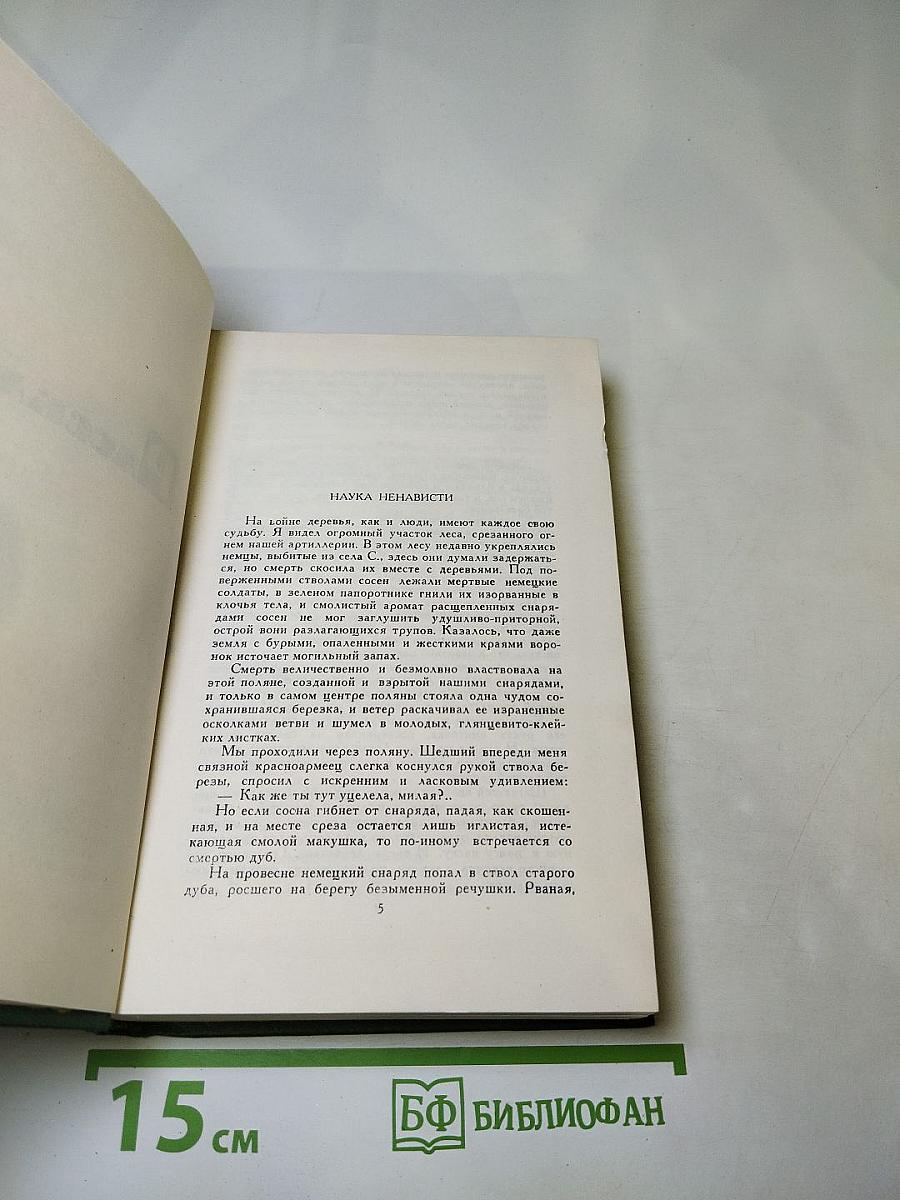 НАУКА НЕНАВИСТИ
На войне деревья, как и люди, имеют каждое свою
судьбу. Я видел огромный участок леса, срезанного ог-
нем нашей артиллерии. В этом лесу недавно укреплялись
немцы, выбитые из села С., здесь они думали задержать-
ся, но смерть скосила их вместе с деревьями. Под по-
верженными стволами сосен лежали мертвые немецкие
солдаты, в зеленом папоротнике гнили их изорванные в
клочья тела, и смолистый аромат расщепленных снаря-
дами сосен не мог заглушить удушливо-приторной,
острой вони разлагающихся трупов. Казалось, что даже
земля с бурыми, опаленными и жесткими краями воро-
нок источает могильный запах.
Смерть величественно и безмолвно властвовала на
этой поляне, созданной и взрытой нашими снарядами,
и только в самом центре поляны стояла одна чудом со-
хранившаяся березка, и ветер раскачивал ее израненные
осколками ветви и шумел в молодых, глянцевито-клей-
ких листках.
Мы проходили через поляну. Шедший впереди меня
связной красноармеец слегка коснулся рукой ствола бе-
резы, спросил с искренним и ласковым удивлением:
— Как же ты тут уцелела, милая?..
Но если сосна гибнет от снаряда, падая, как скошен-
ная, и на месте среза остается лишь иглистая, исте-
кающая смолой макушка, то по-иному встречается со
смертью дуб.
На провесне немецкий снаряд попал в ствол старого
дуба, росшего на берегу безыменной речушки. Рваная,
5
15 см
БФ БИБЛИОФАН